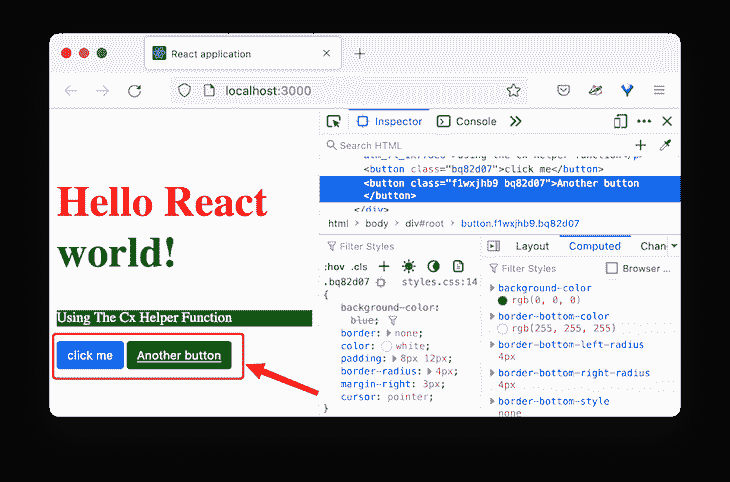 React application
localhost:3000
Inspector
Console
Search HTML
<button class="bq82d07">click me</button>
<button class="f1wxjhb9 bq82d07">Another button
</button>
</div>
html
body
div#root
button.f1wxjhb9.bq82d07
Filter Styles
:hov .cls
.bq82d07
styles.css:14
{
background-color:
blue;
border: none;
color: white;
padding: 8px 12px;
border-radius: 4px;
margin-right: 3px;
cursor: pointer;
Layout
Computed
Chan
Filter Styles
Browser ...
background-color
rgb(0, 0, 0)
border-bottom-color
rgb(255, 255, 255)
border-bottom-left-radius
4px
border-bottom-right-radius
4px
border-bottom-style
none
Hello React
world!
Using The Cx Helper Function
click me
Another button